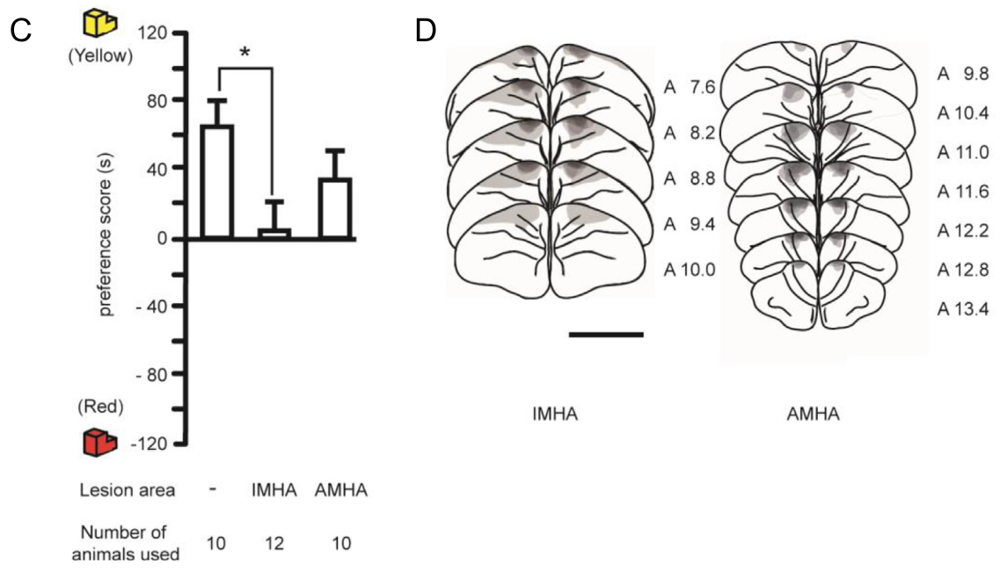 C
(Yellow)
120
80
40
0
- 40
- 80
-120
(Red)
preference score (s)
*
Lesion area - IMHA AMHA
Number of
animals used 10 12 10
D
A 7.6
A 8.2
A 8.8
A 9.4
A 10.0
IMHA
A 9.8
A 10.4
A 11.0
A 11.6
A 12.2
A 12.8
A 13.4
AMHA